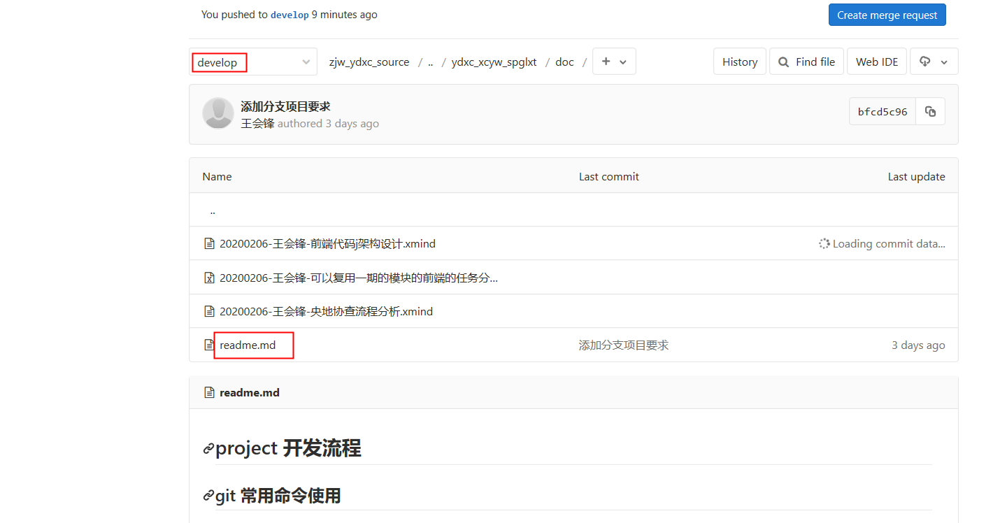 You pushed to develop 9 minutes ago
Create merge request
develop
zjw_ydxc_source / .. / ydxc_xcyw_spglxt / doc / +
History
Find file
Web IDE
添加分支项目要求
王会锋 authored 3 days ago
bfcd5c96
Name Last commit Last update
..
20200206-王会锋-前端代码j架构设计.xmind Loading commit data...
20200206-王会锋-可以复用一期的模块的前端的任务分...
20200206-王会锋-央地协查流程分析.xmind
readme.md 添加分支项目要求 3 days ago
readme.md
project 开发流程
git 常用命令使用